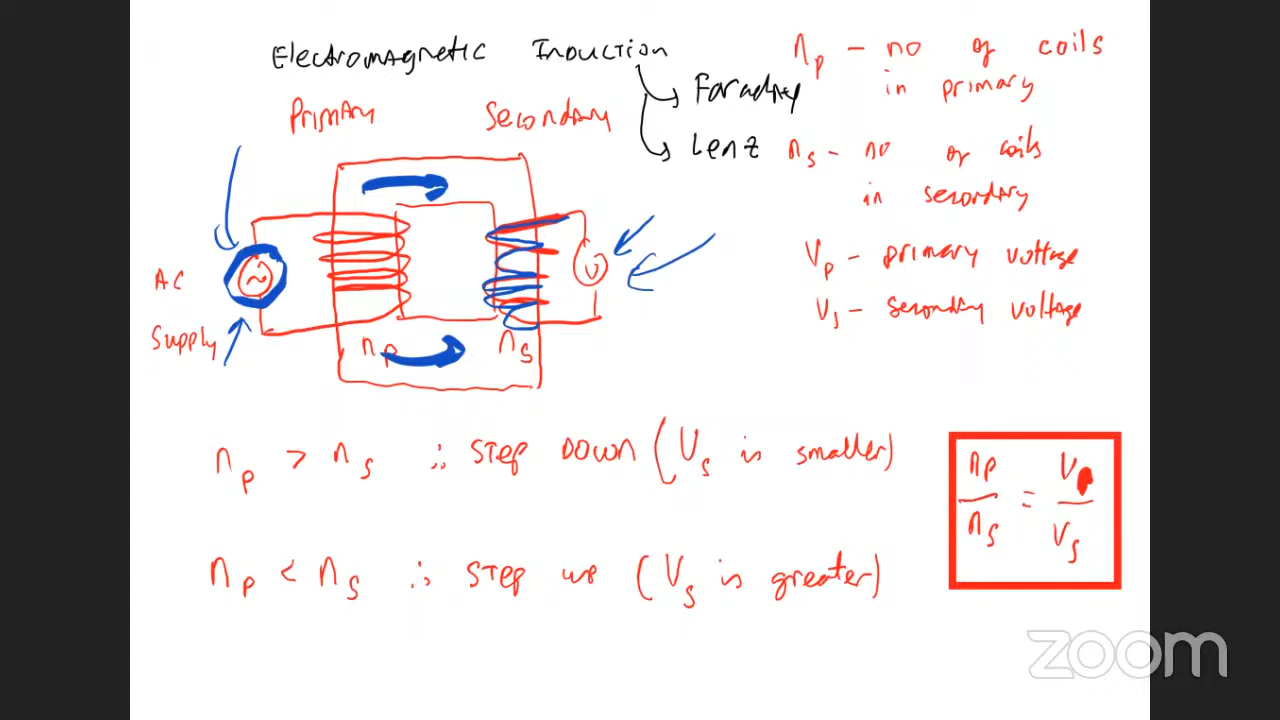 Electromagnetic Induction
Faraday
Lenz
np - no of coils
in primary
ns - no of coils
in secondary
Vp - primary voltage
Vs - secondary voltage
Primary Secondary
AC
Supply
~
V
np
ns
np > ns ∴ STEP DOWN (Vs is smaller)
np < ns ∴ STEP up (Vs is greater)
np/ns = Vp/Vs
zoom